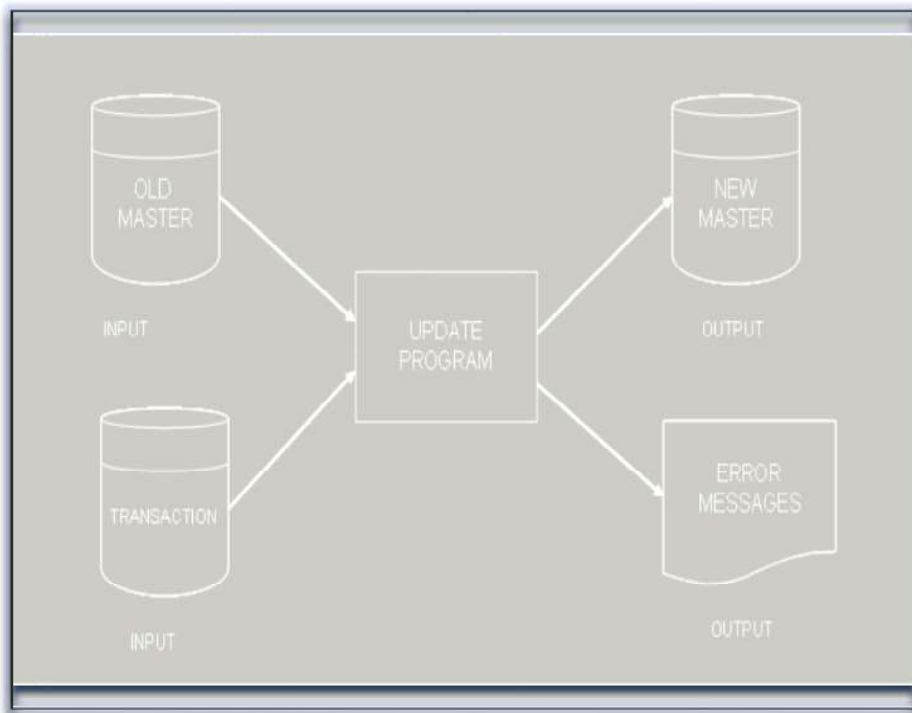 OLD
MASTER
INPUT
TRANSACTION
INPUT
UPDATE
PROGRAM
NEW
MASTER
OUTPUT
ERROR
MESSAGES
OUTPUT